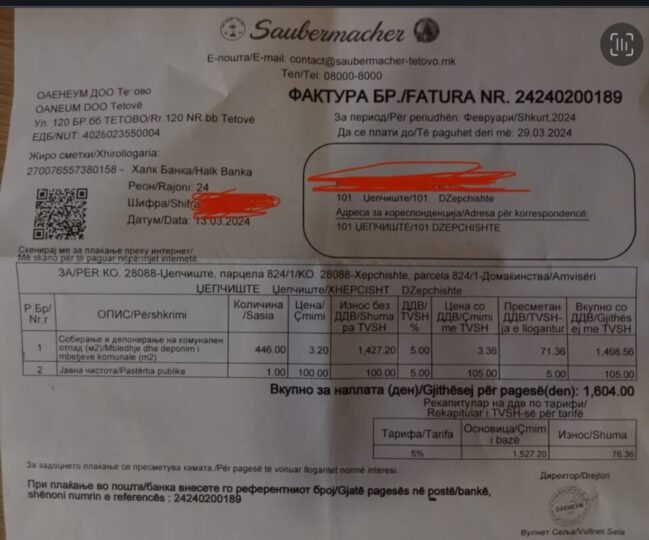 Saubermacher
Е-пошта/E-mail: contact@saubermacher-tetovo.mk
Тел/Tel: 08000-8000
ОАЕНЕУМ ДОО Те ово
OANEUM DOO Tetovë
Ул. 120 БР бб ТЕТОВО/Rr.120 NR.bb Tetovë
ЕДБ/NUT: 4026023550004
ФАКТУРА БР./FATURA NR. 24240200189
За период/Për periudhën: Февруари/Shkurt,2024
Да се плати до/Të paguhet deri më: 29.03.2024
Жиро сметки/Xhirollogaria:
270076557380158 - Халк Банка/Halk Banka
Реон/Rajoni: 24
Шифра/Shifra
Датум/Data: 13.03.2024
101 Џепчиште/101 DZepchishte
Адреса за кореспонденција/Adresa për korrespondencë:
101 ЏЕПЧИШТЕ/101 DZEPCHISHTE
Скенирај ме за плаќање преку интернет/
Më skano për të paguar nëpërmjet internetit.
ЗА/PER KO. 28088-Џепчиште, парцела 824/1/KO. 28088-Xhepchishte, parcela 824/1-Домаќинства/Amvisëri
ЏЕПЧИШТЕ Џепчиште/XHEPCISHT DZepchishte
Р.Бр/ Nr.r ОПИС/Pershkrimi Количина /Sasia Цена/ Çmimi Износ без ДДВ/Shuma pa TVSH ДДВ/ TVSH % Цена со ДДВ/Çmimi me TVSH Пресметан ДДВ/TVSH-ja e llogaritur Вкупно со ДДВ/Gjithësej me TVSH
1 Собирање и депонирање на комунален отпад (м2)/Mbledhje dhe deponim i mbetjeve komunale (m2) 446.00 3.20 1,427.20 5.00 3.36 71.36 1,498.56
2 Јавна чистота/Pastërtia publike 1.00 100.00 100.00 5.00 105.00 5.00 105.00
Вкупно за наплата (ден)/Gjithësej për pagesë(den): 1,604.00
Рекапитулар на ддв по тарифи/
Rekapitular i TVSH-së për tarifë
Тарифа/Tarifa Основица/Çmimi bazë Износ/Shuma
5% 1,527.20 76.36
За задоцнето плаќање се пресметува камата /Për pagesë të vonuar llogaritet normë interesi.
При плаќање во пошта/банка внесете го референтниот број/Gjatë pagesës në postë/bankë,
shënoni numrin e referencës : 24240200189
Директор/Drejtori
ОАЕНЕУМ
Вулнет Сеља/Vullnet Sela